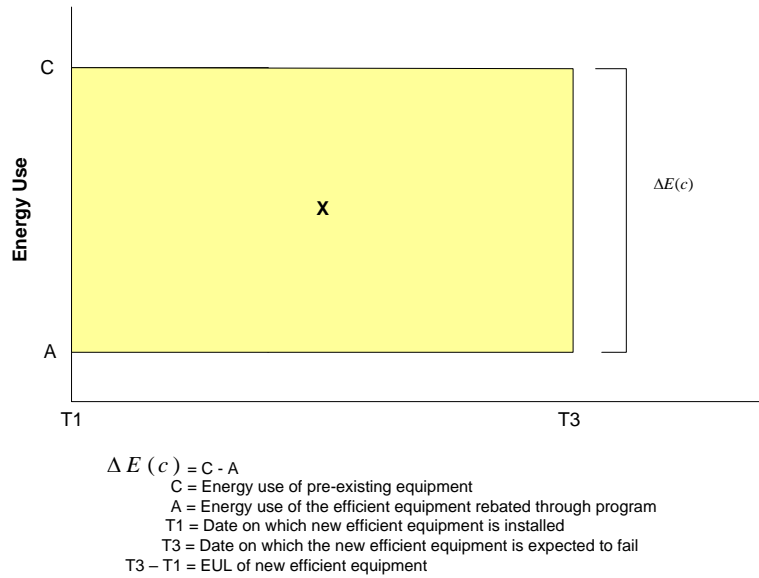 C
Energy Use
X
ΔE(c)
A
T1
T3
Δ E ( c ) = C - A
C = Energy use of pre-existing equipment
A = Energy use of the efficient equipment rebated through program
T1 = Date on which new efficient equipment is installed
T3 = Date on which the new efficient equipment is expected to fail
T3 – T1 = EUL of new efficient equipment